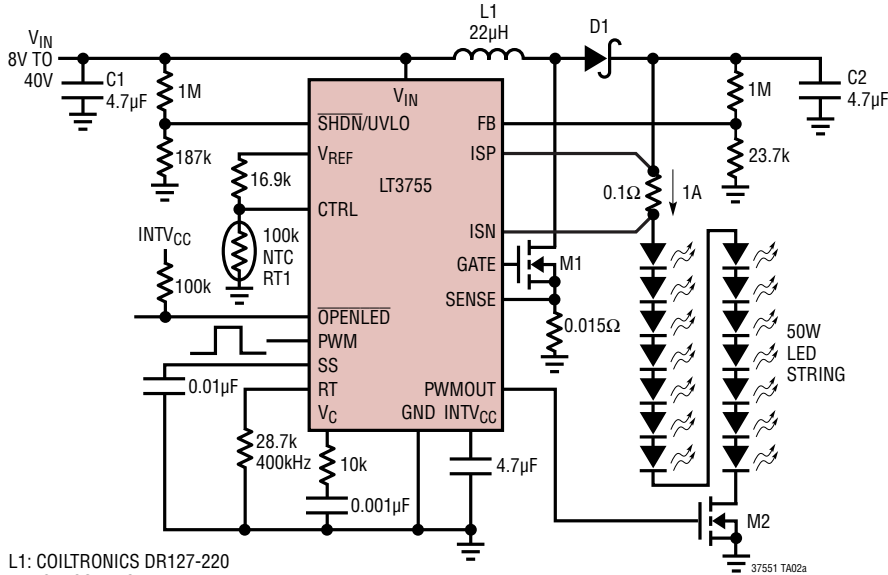 VIN
8V TO
40V
C1
4.7µF
1M
187k
L1
22µH
D1
1M
23.7k
C2
4.7µF
VIN
SHDN/UVLO
VREF
CTRL
OPENLED
PWM
SS
RT
VC
LT3755
FB
ISP
ISN
GATE
SENSE
PWMOUT
GND INTVCC
16.9k
100k
NTC
RT1
INTVCC
100k
0.01µF
28.7k
400kHz
10k
0.001µF
4.7µF
M1
0.015Ω
0.1Ω
1A
50W
LED
STRING
M2
37551 TA02a
L1: COILTRONICS DR127-220